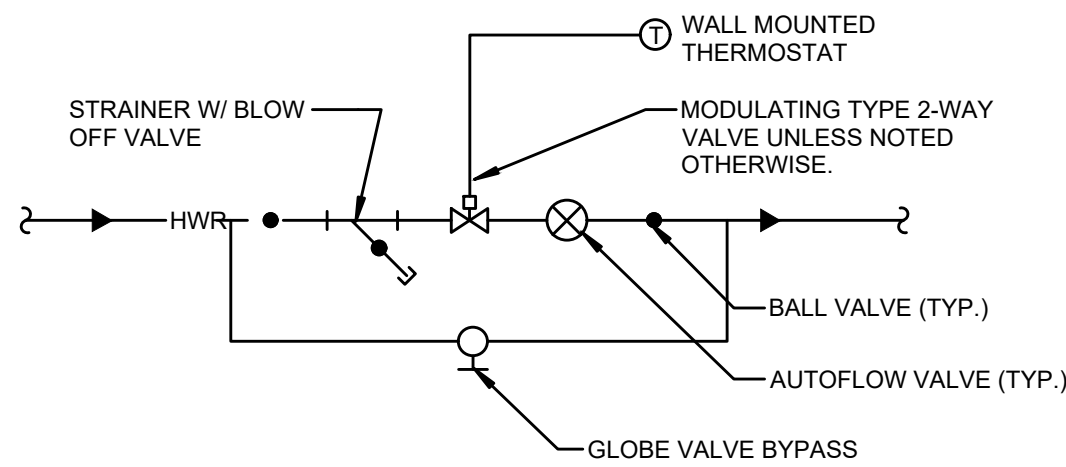 T
WALL MOUNTED
THERMOSTAT
STRAINER W/ BLOW
OFF VALVE
MODULATING TYPE 2-WAY
VALVE UNLESS NOTED
OTHERWISE.
HWR
BALL VALVE (TYP.)
AUTOFLOW VALVE (TYP.)
GLOBE VALVE BYPASS